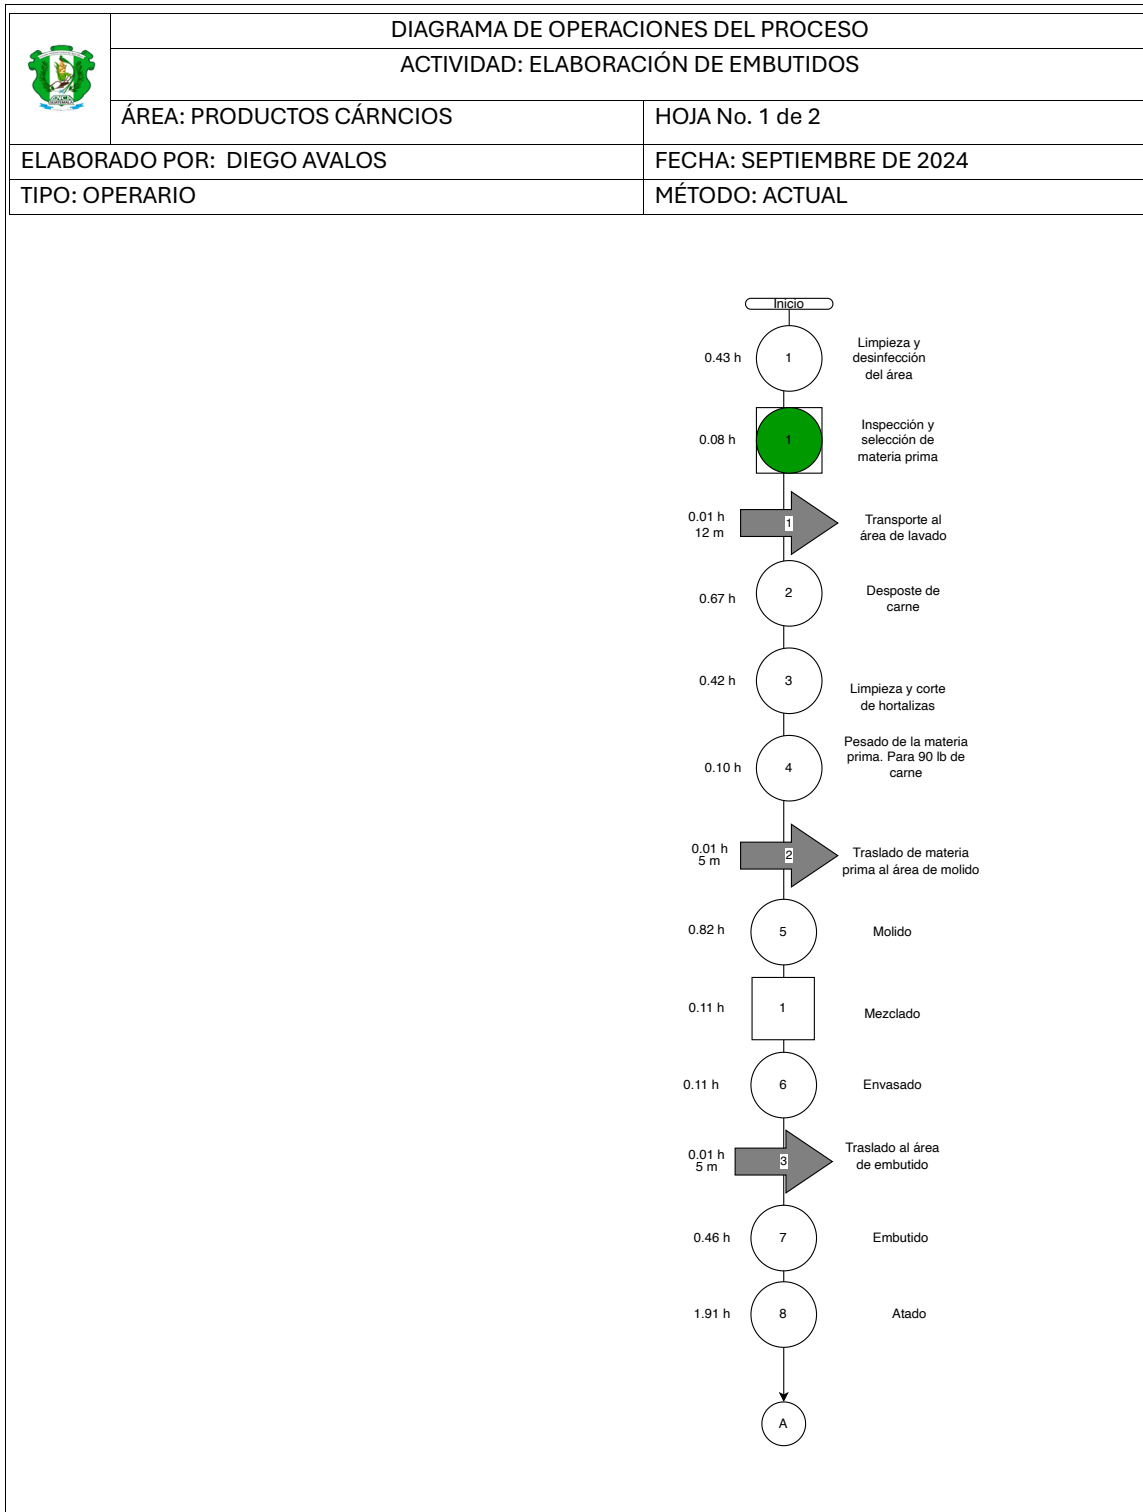 DIAGRAMA DE OPERACIONES DEL PROCESO
ACTIVIDAD: ELABORACIÓN DE EMBUTIDOS
ÁREA: PRODUCTOS CÁRNCIOS
HOJA No. 1 de 2
ELABORADO POR: DIEGO AVALOS
FECHA: SEPTIEMBRE DE 2024
TIPO: OPERARIO
MÉTODO: ACTUAL
Inicio
0.43 h
1
Limpieza y
desinfección
del área
0.08 h
1
Inspección y
selección de
materia prima
0.01 h
12 m
1
Transporte al
área de lavado
0.67 h
2
Desposte de
carne
0.42 h
3
Limpieza y corte
de hortalizas
0.10 h
4
Pesado de la materia
prima. Para 90 lb de
carne
0.01 h
5 m
2
Traslado de materia
prima al área de molido
0.82 h
5
Molido
0.11 h
1
Mezclado
0.11 h
6
Envasado
0.01 h
5 m
3
Traslado al área
de embutido
0.46 h
7
Embutido
1.91 h
8
Atado
A